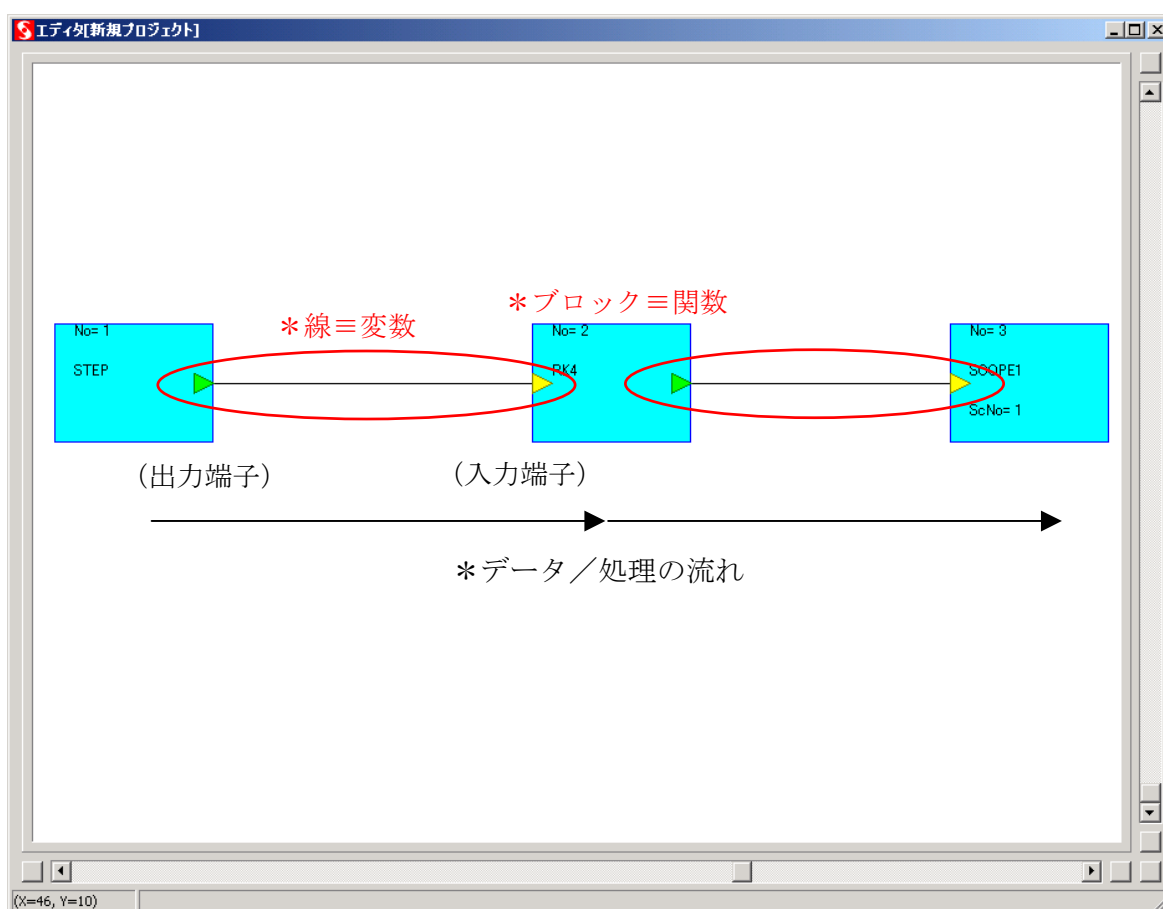 エディタ[新規プロジェクト]
＊ブロック≡関数
＊線≡変数
No= 1
STEP
No= 2
RK4
No= 3
SCOPE1
ScNo= 1
（出力端子）
（入力端子）
＊データ／処理の流れ
(X=46, Y=10)